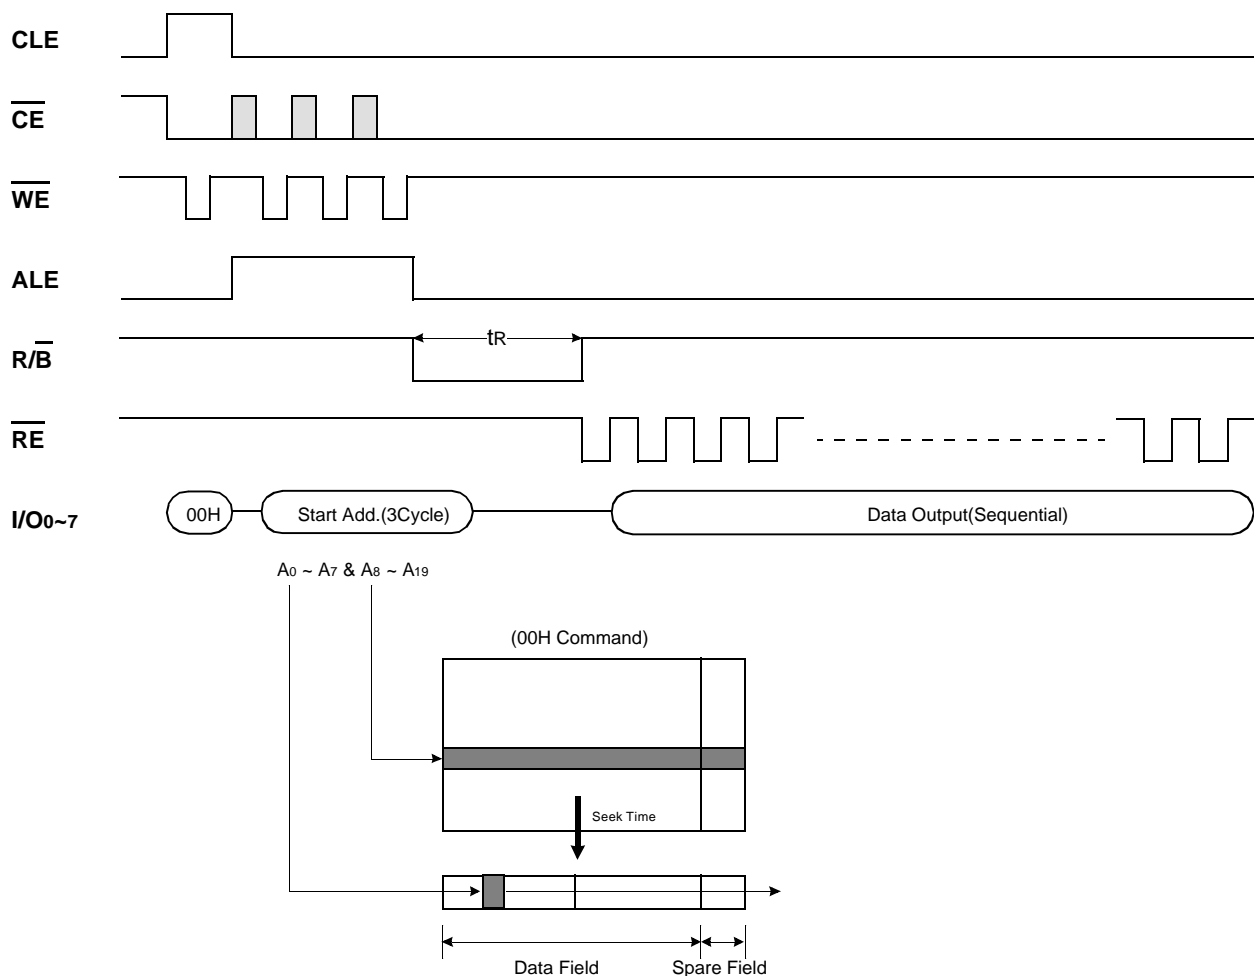 CLE
CE
WE
ALE
R/B
tR
RE
I/O0~7
00H
Start Add.(3Cycle)
Data Output(Sequential)
A0 ~ A7 & A8 ~ A19
(00H Command)
Seek Time
Data Field
Spare Field